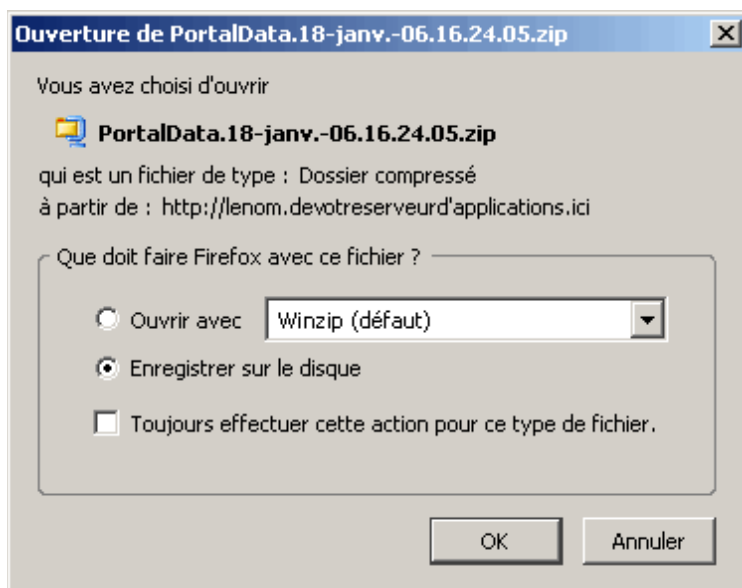 Ouverture de PortalData.18-janv.-06.16.24.05.zip
Vous avez choisi d'ouvrir
PortalData.18-janv.-06.16.24.05.zip
qui est un fichier de type : Dossier compressé
à partir de : http://lenom.devotreserveurd'applications.ici
Que doit faire Firefox avec ce fichier ?
Ouvrir avec Winzip (défaut)
Enregistrer sur le disque
Toujours effectuer cette action pour ce type de fichier.
OK Annuler